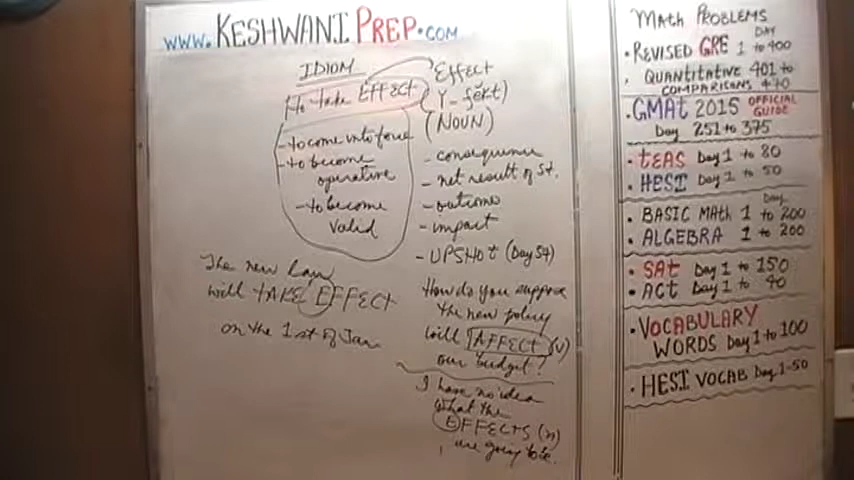 www.KESHWANIPREP.COM
IDIOM
to take EFFECT
- to come into force
- to become
operative
- to become
valid
The new law
will TAKE EFFECT
on the 1st of Jan
Effect
(Y-fĕkt)
(NOUN)
- consequence
- net result of st.
- outcome
- impact
- UPSHOt (Day 54)
How do you suppose
the new policy
will AFFECT (v)
our budget?
I have no idea
what the
EFFECTS (n)
are going to be.
MatH PROBLEMS
DAY
• REVISED GRE 1 to 400
QUANTITATIVE 401 to
COMPARISONS 470
• GMAt 2015 OFFICIAL GUIDE
Day 251 to 375
• tEAS Day 1 to 80
• HESI Day 1 to 50
Day
• BASIC MAth 1 to 200
• ALGEBRA 1 to 200
• SAt Day 1 to 150
• ACT Day 1 to 40
• VOCABULARY
WORDS Day 1 to 100
• HESI VOCAB Day 1-50